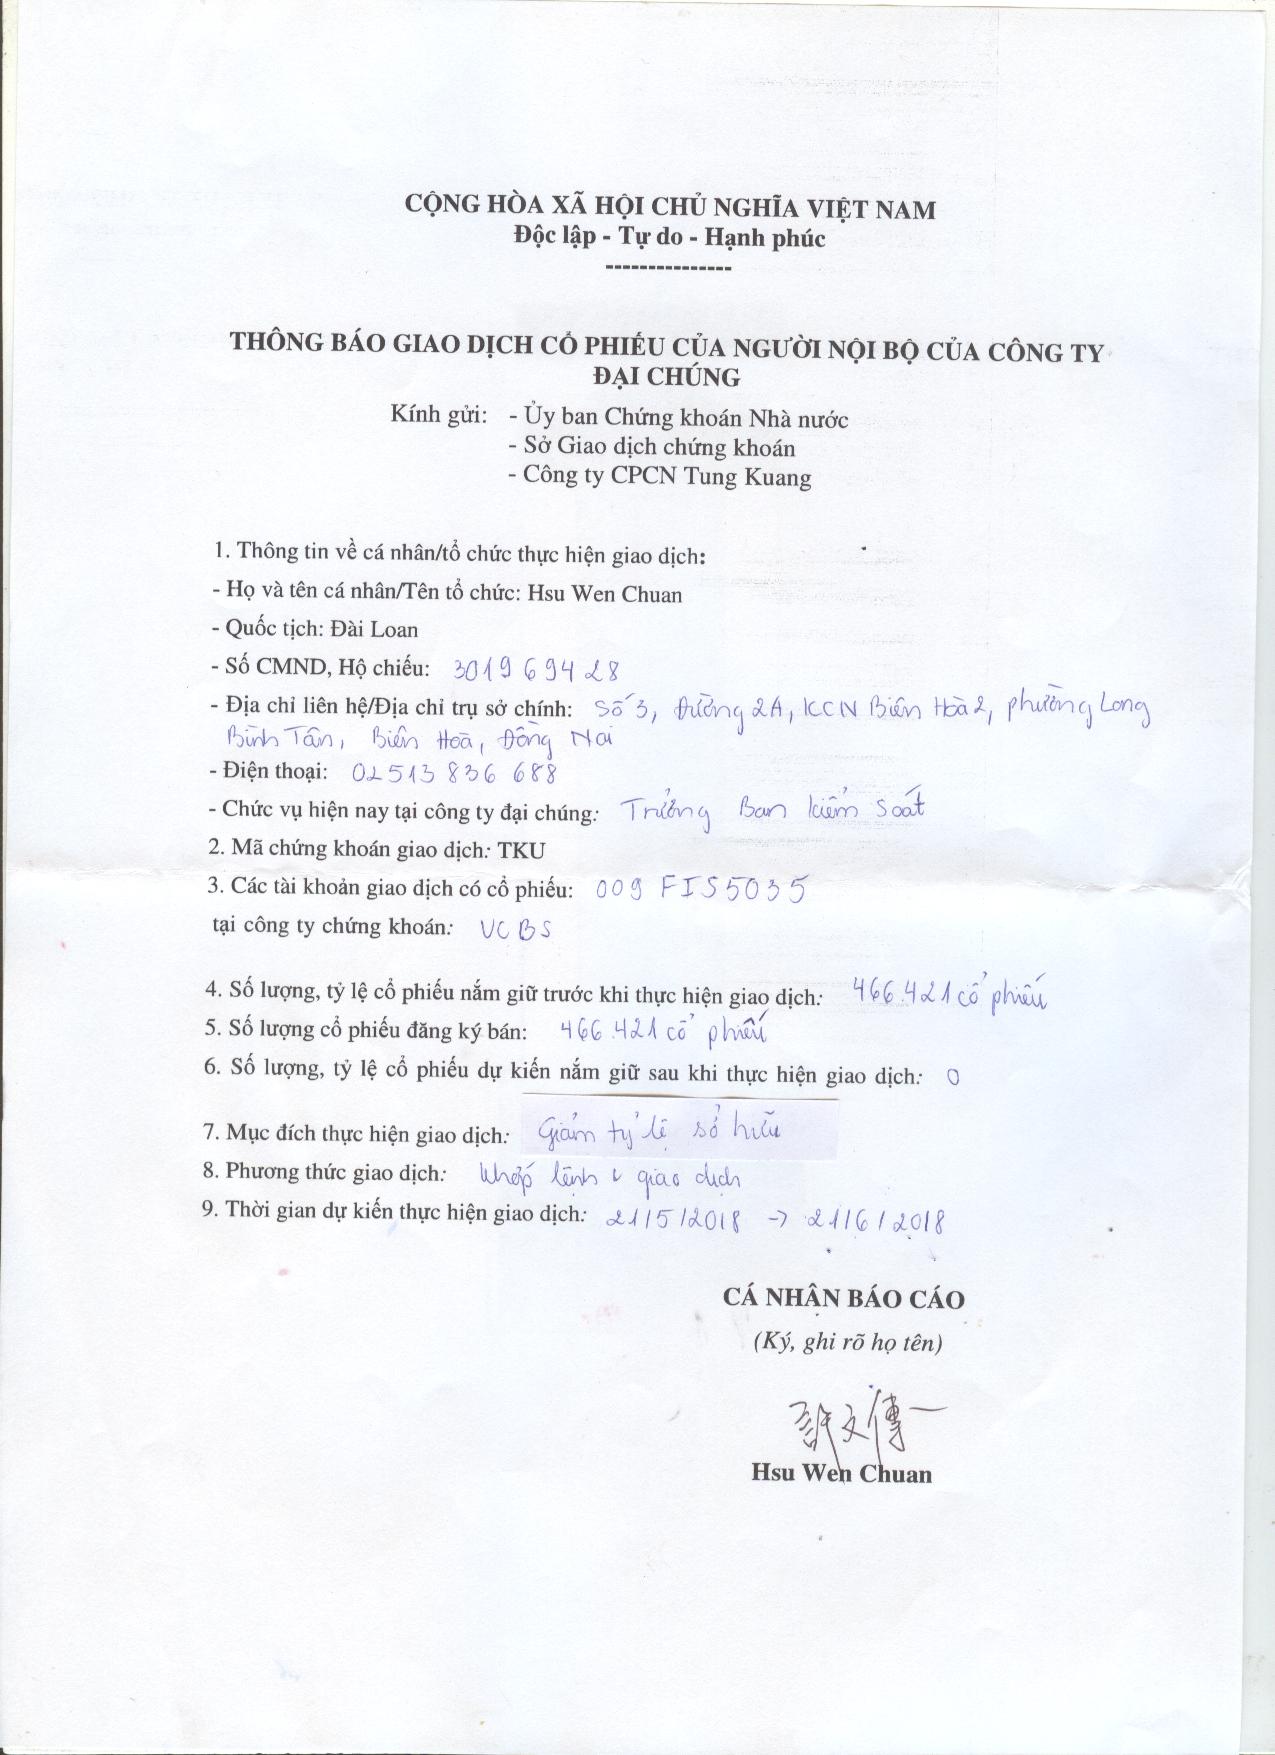 CỘNG HÒA XÃ HỘI CHỦ NGHĨA VIỆT NAM
Độc lập - Tự do - Hạnh phúc
---------------
THÔNG BÁO GIAO DỊCH CỔ PHIẾU CỦA NGƯỜI NỘI BỘ CỦA CÔNG TY
ĐẠI CHÚNG
Kính gửi: - Ủy ban Chứng khoán Nhà nước
- Sở Giao dịch chứng khoán
- Công ty CPCN Tung Kuang
1. Thông tin về cá nhân/tổ chức thực hiện giao dịch:
- Họ và tên cá nhân/Tên tổ chức: Hsu Wen Chuan
- Quốc tịch: Đài Loan
- Số CMND, Hộ chiếu: 301969428
- Địa chỉ liên hệ/Địa chỉ trụ sở chính: Số 3, Đường 2A, KCN Biên Hoà 2, phường Long
Bình Tân, Biên Hoà, Đồng Nai
- Điện thoại: 02513 836 688
- Chức vụ hiện nay tại công ty đại chúng: Trưởng Ban kiểm soát
2. Mã chứng khoán giao dịch: TKU
3. Các tài khoản giao dịch có cổ phiếu: 009 FIS5035
tại công ty chứng khoán: VCBS
4. Số lượng, tỷ lệ cổ phiếu nắm giữ trước khi thực hiện giao dịch: 466.421 cổ phiếu
5. Số lượng cổ phiếu đăng ký bán: 466.421 cổ phiếu
6. Số lượng, tỷ lệ cổ phiếu dự kiến nắm giữ sau khi thực hiện giao dịch: 0
7. Mục đích thực hiện giao dịch: Giảm tỷ lệ sở hữu
8. Phương thức giao dịch: Khớp lệnh giao dịch
9. Thời gian dự kiến thực hiện giao dịch: 21/5/2018 → 21/6/2018
CÁ NHÂN BÁO CÁO
(Ký, ghi rõ họ tên)
許文傳
Hsu Wen Chuan